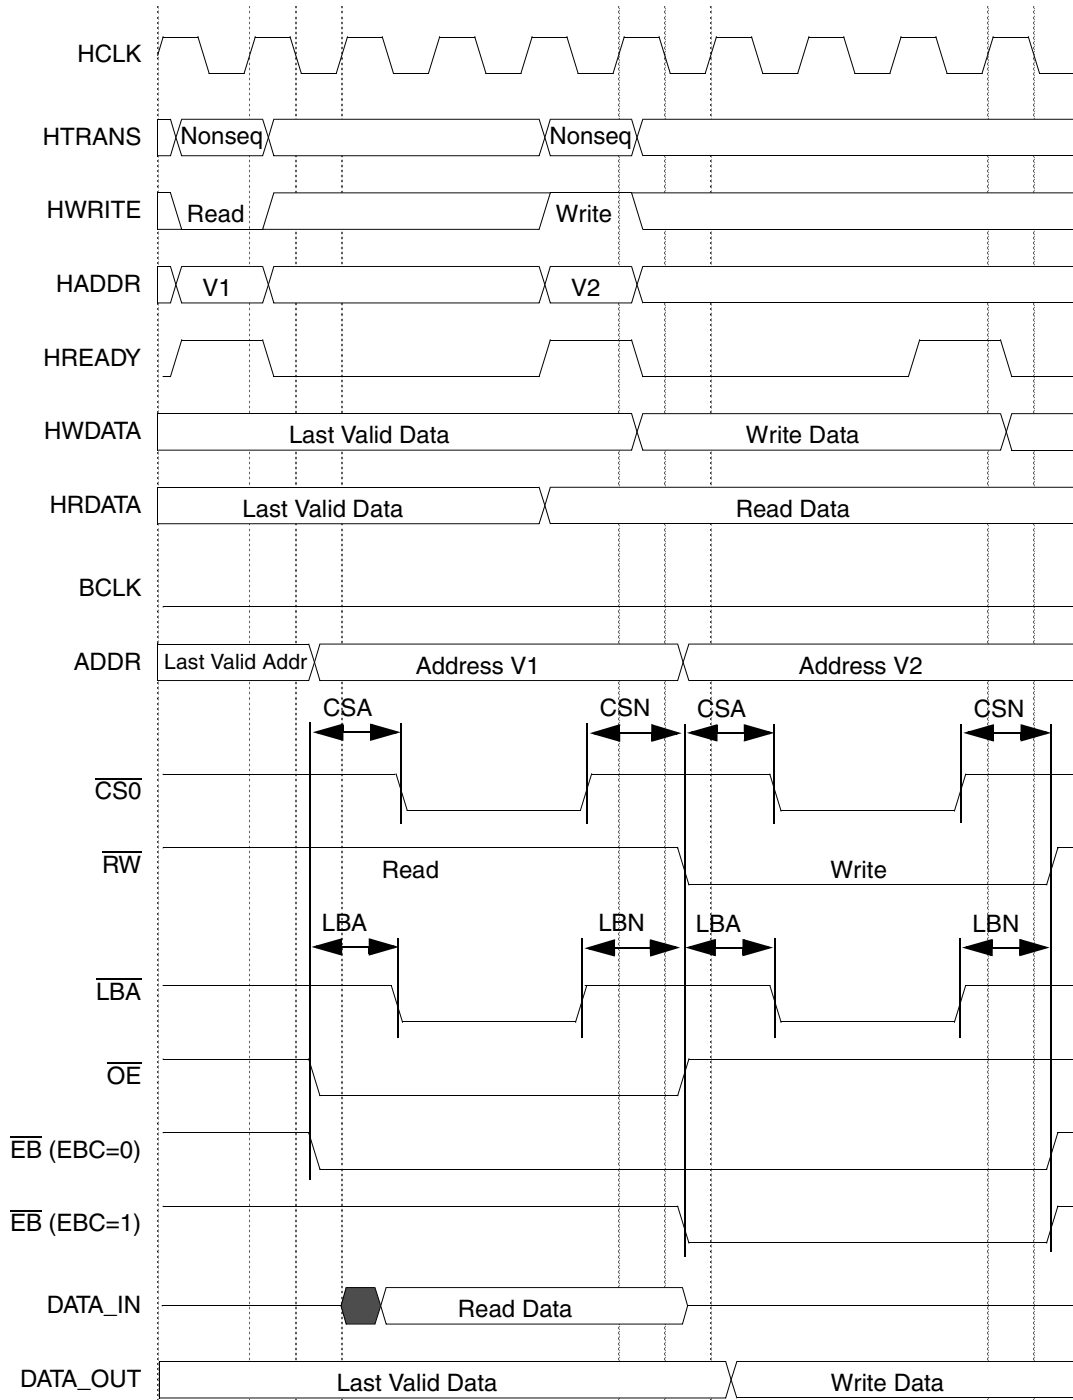 HCLK
HTRANS Nonseq Nonseq
HWRITE Read Write
HADDR V1 V2
HREADY
HWDATA Last Valid Data Write Data
HRDATA Last Valid Data Read Data
BCLK
ADDR Last Valid Addr Address V1 Address V2
CSA CSN CSA CSN
CS0
RW Read Write
LBA LBN LBA LBN
LBA
OE
EB (EBC=0)
EB (EBC=1)
DATA_IN Read Data
DATA_OUT Last Valid Data Write Data